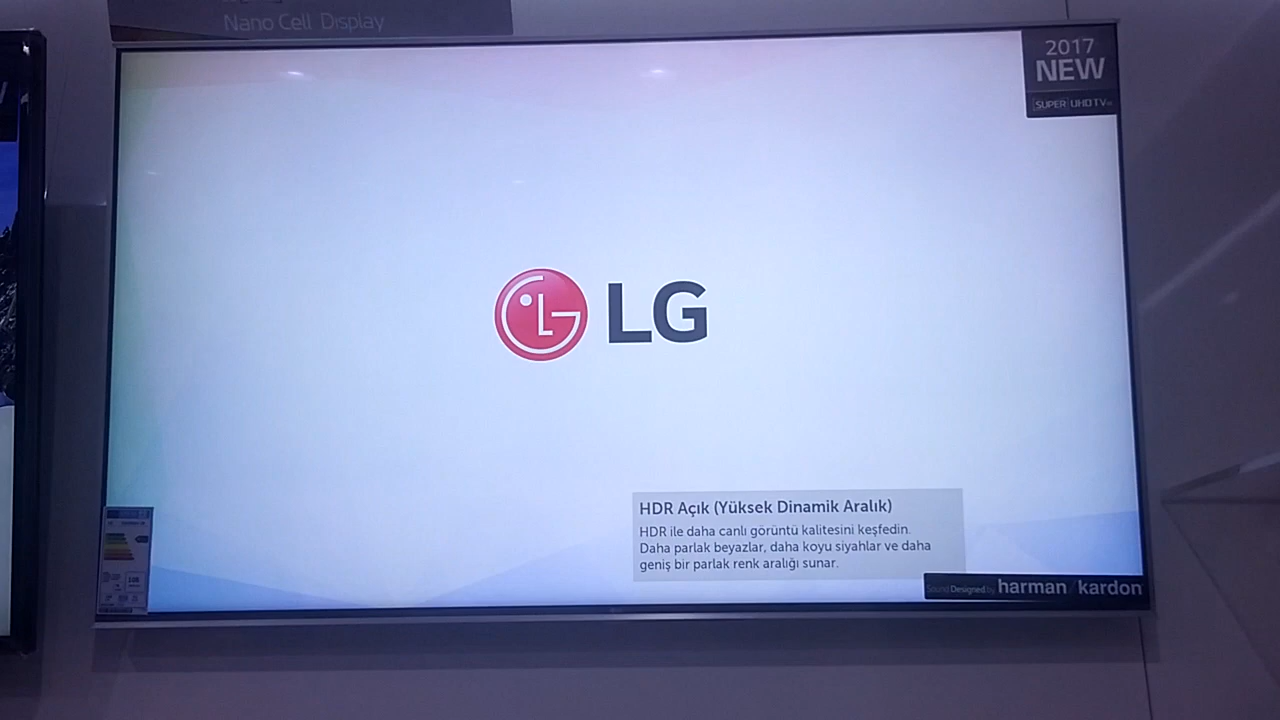 Nano Cell Display
2017
NEW
SUPER UHD TV
LG
HDR Açık (Yüksek Dinamik Aralık)
HDR ile daha canlı görüntü kalitesini keşfedin.
Daha parlak beyazlar, daha koyu siyahlar ve daha
geniş bir parlak renk aralığı sunar.
Sound Designed by harman / kardon